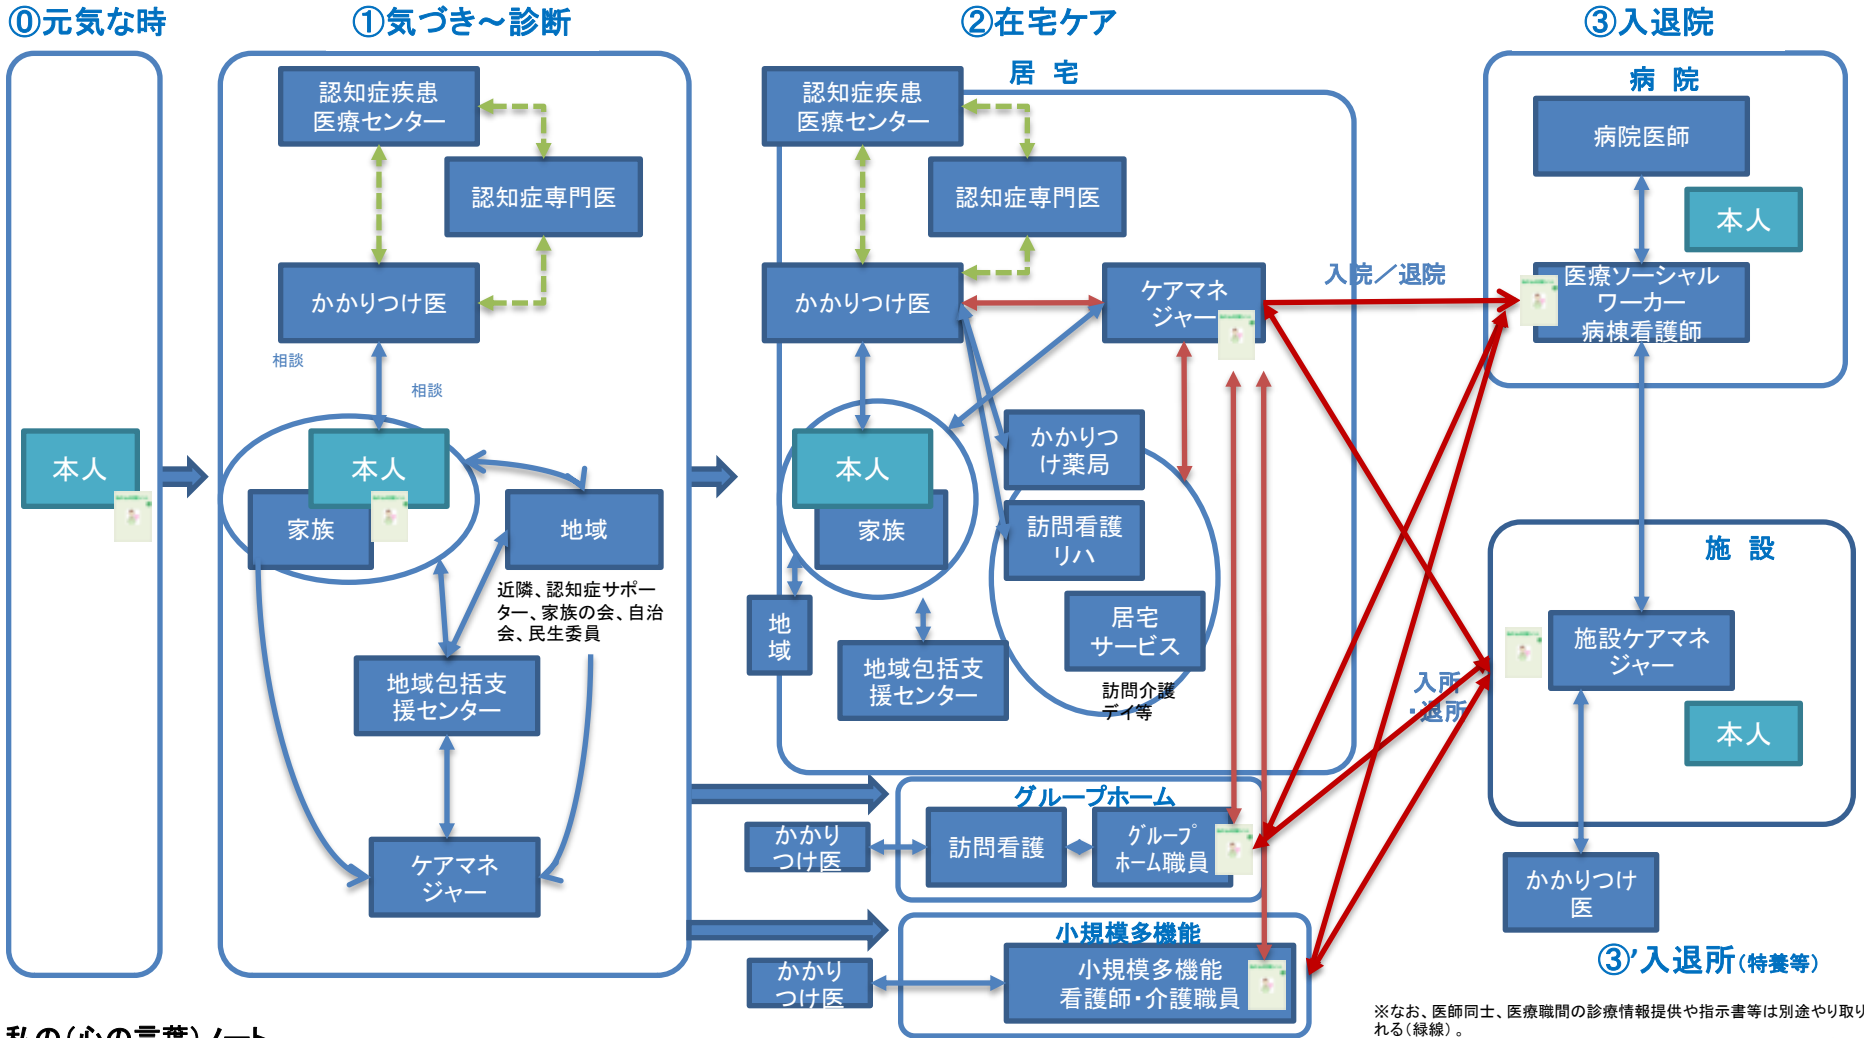 ⓪元気な時
①気づき～診断
②在宅ケア
③入退院
本人
認知症疾患
医療センター
認知症専門医
かかりつけ医
相談
相談
本人
家族
地域
近隣、認知症サポー
ター、家族の会、自治
会、民生委員
地域包括支
援センター
ケアマネ
ジャー
居　宅
認知症疾患
医療センター
認知症専門医
かかりつけ医
ケアマネ
ジャー
本人
家族
地
域
地域包括支
援センター
かかりつ
け薬局
訪問看護
リハ
居宅
サービス
訪問介護
デイ等
グループホーム
かかり
つけ医
訪問看護
グループ
ホーム職員
小規模多機能
かかり
つけ医
小規模多機能
看護師・介護職員
入院／退院
入所
・退所
病　院
病院医師
本人
医療ソーシャル
ワーカー
病棟看護師
施　設
施設ケアマネ
ジャー
本人
かかりつけ
医
③’入退所（特養等）
※なお、医師同士、医療職間の診療情報提供や指示書等は別途やり取り
れる（緑線）。
私の（心の言葉）ノート